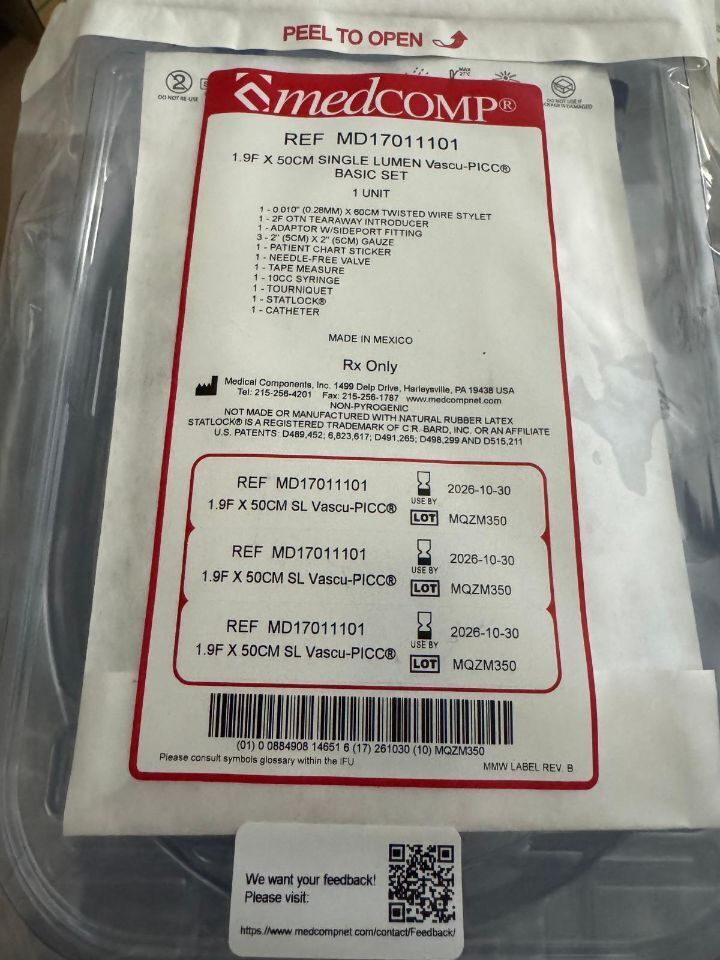 PEEL TO OPEN
DO NOT RE-USE
MAX
27°C
DO NOT USE IF
PACKAGE IS DAMAGED
medCOMP®
REF MD17011101
1.9F X 50CM SINGLE LUMEN Vascu-PICC®
BASIC SET
1 UNIT
1 - 0.010" (0.28MM) X 60CM TWISTED WIRE STYLET
1 - 2F OTN TEARAWAY INTRODUCER
1 - ADAPTOR W/SIDEPORT FITTING
3 - 2" (5CM) X 2" (5CM) GAUZE
1 - PATIENT CHART STICKER
1 - NEEDLE-FREE VALVE
1 - TAPE MEASURE
1 - 10CC SYRINGE
1 - TOURNIQUET
1 - STATLOCK®
1 - CATHETER
MADE IN MEXICO
Rx Only
Medical Components, Inc. 1499 Delp Drive, Harleysville, PA 19438 USA
Tel: 215-256-4201 Fax: 215-256-1787 www.medcompnet.com
NON-PYROGENIC
NOT MADE OR MANUFACTURED WITH NATURAL RUBBER LATEX
STATLOCK® IS A REGISTERED TRADEMARK OF C.R. BARD, INC. OR AN AFFILIATE
U.S. PATENTS: D489,452; 6,823,617; D491,265; D498,299 AND D515,211
REF MD17011101
1.9F X 50CM SL Vascu-PICC®
USE BY 2026-10-30
LOT MQZM350
REF MD17011101
1.9F X 50CM SL Vascu-PICC®
USE BY 2026-10-30
LOT MQZM350
REF MD17011101
1.9F X 50CM SL Vascu-PICC®
USE BY 2026-10-30
LOT MQZM350
(01) 0 0884908 14651 6 (17) 261030 (10) MQZM350
Please consult symbols glossary within the IFU
MMW LABEL REV. B
We want your feedback!
Please visit:
https://www.medcompnet.com/contact/Feedback/